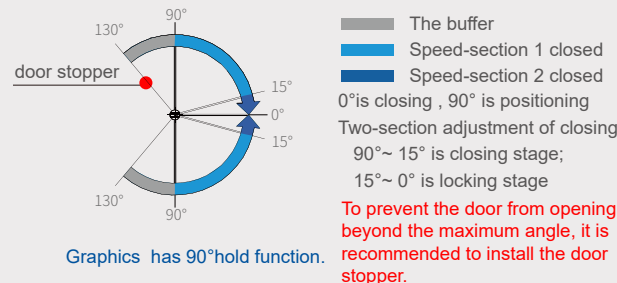 90°
130°
door stopper
15°
0°
15°
130°
90°
Graphics has 90°hold function.
The buffer
Speed-section 1 closed
Speed-section 2 closed
0°is closing , 90° is positioning
Two-section adjustment of closing
90°~ 15° is closing stage;
15°~ 0° is locking stage
To prevent the door from opening
beyond the maximum angle, it is
recommended to install the door
stopper.